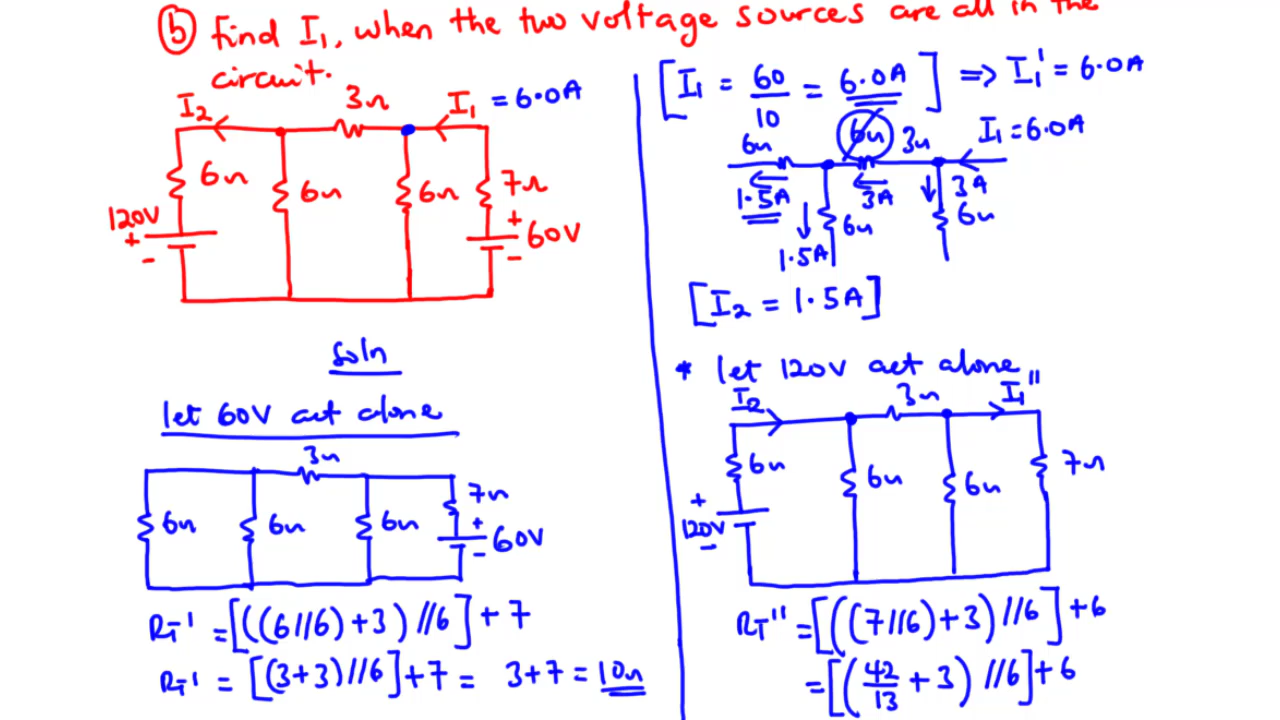 (b) find I₁, when the two voltage sources are all in the
circuit.
I₂ 3Ω I₁ = 6.0A
6Ω 6Ω 6Ω 7Ω
120V + - + - 60V
soln
let 60V act alone
3Ω
6Ω 6Ω 6Ω 7Ω
+ - 60V
R_T' = [((6//6)+3)//6]+7
R_T' = [(3+3)//6]+7 = 3+7 = 10Ω
[I₁ = 60/10 = 6.0A] => I₁' = 6.0A
6Ω 6Ω 3Ω I₁=6.0A
1.5A 3A 3A
6Ω 6Ω
1.5A
[I₂ = 1.5A]
* let 120V act alone
I₂ 3Ω I₁"
6Ω 6Ω 6Ω 7Ω
+ 120V -
R_T" = [((7//6)+3)//6]+6
= [(42/13 + 3)//6]+6